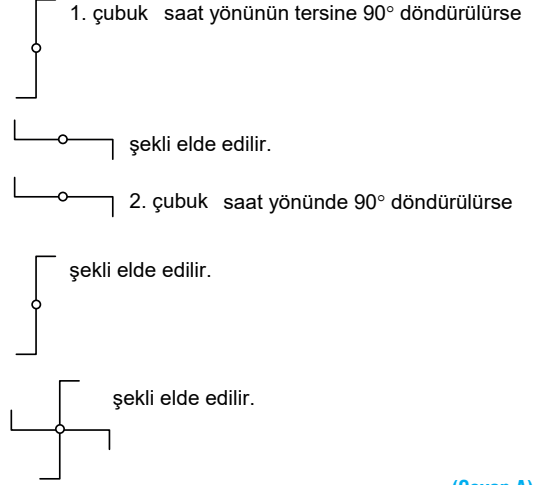 1. çubuk saat yönünün tersine 90° döndürülürse
şekli elde edilir.
2. çubuk saat yönünde 90° döndürülürse
şekli elde edilir.
şekli elde edilir.